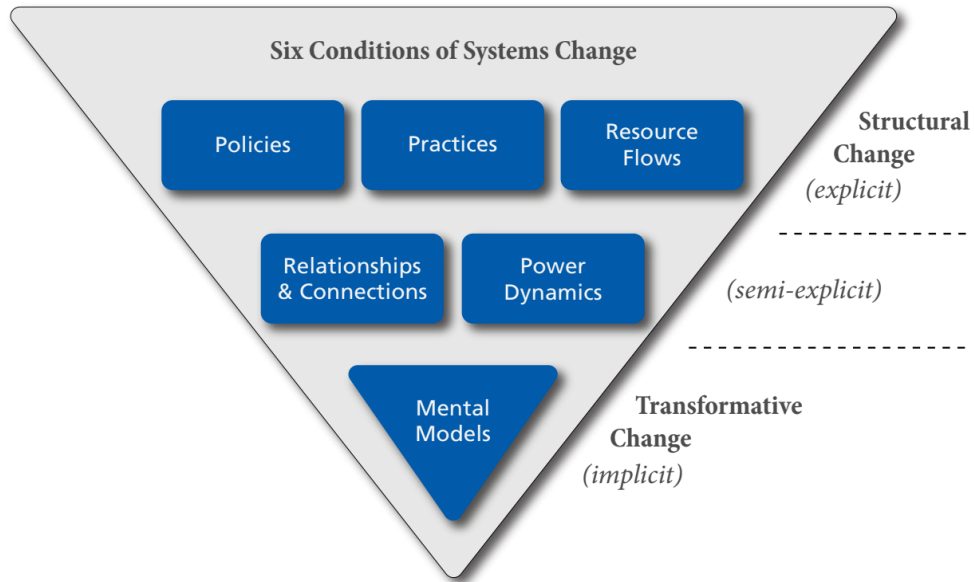 Six Conditions of Systems Change
Policies
Practices
Resource
Flows
Structural
Change
(explicit)
Relationships
& Connections
Power
Dynamics
(semi-explicit)
Mental
Models
Transformative
Change
(implicit)